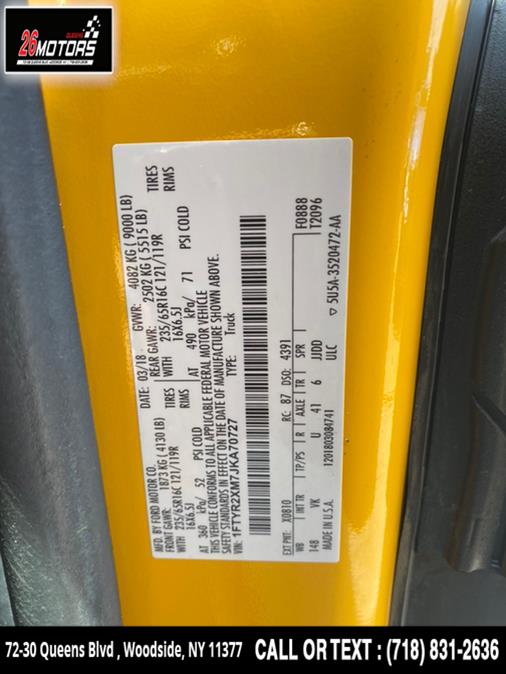 QUEENS
26MOTORS
MFD. BY FORD MOTOR CO.
DATE: 03/18 GVWR: 4082 KG ( 9000 LB)
FRONT GAWR: 1873 KG ( 4130 LB) REAR GAWR: 2502 KG ( 5515 LB)
235/65R16C 121/119R TIRES WITH 235/65R16C 121/119R TIRES
16X6.5J RIMS 16X6.5J RIMS
AT 360 kPa/ 52 PSI COLD AT 490 kPa/ 71 PSI COLD
THIS VEHICLE CONFORMS TO ALL APPLICABLE FEDERAL MOTOR VEHICLE
SAFETY STANDARDS IN EFFECT ON THE DATE OF MANUFACTURE SHOWN ABOVE.
VIN: 1FTYR2XM7JKA70727
Truck
EXT PNT: XD810 RC: 87 DSO: 4391
F0888
T2096
WB INT TR TP/PS R AXLE TR SPR
148 VK U 41 6 JJDD
1201803084741 ULC
MADE IN U.S.A. ▽ 5U5A-3520472-AA
72-30 Queens Blvd , Woodside, NY 11377 CALL OR TEXT : (718) 831-2636